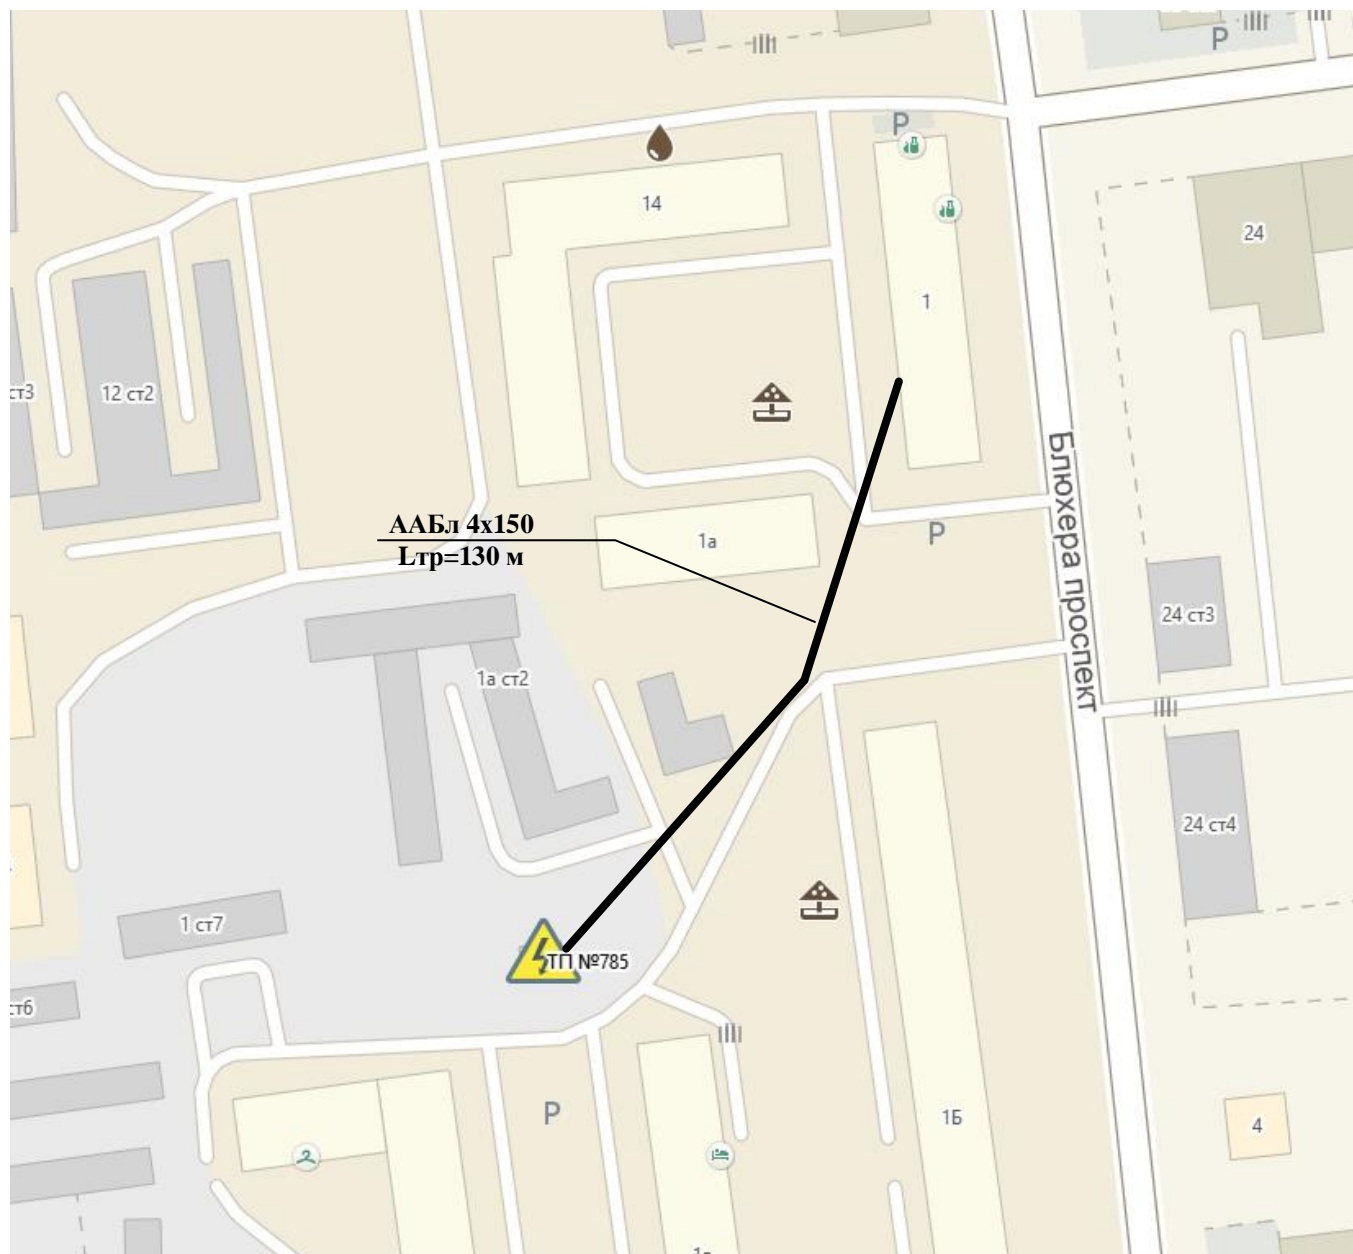 Р
Р
14
24
1
ст3
12 ст2
Блюхера проспект
ААБл 4х150
Lтр=130 м
1а
Р
24 ст3
1а ст2
24 ст4
1 ст7
ТП №785
ст6
Р
1Б
4